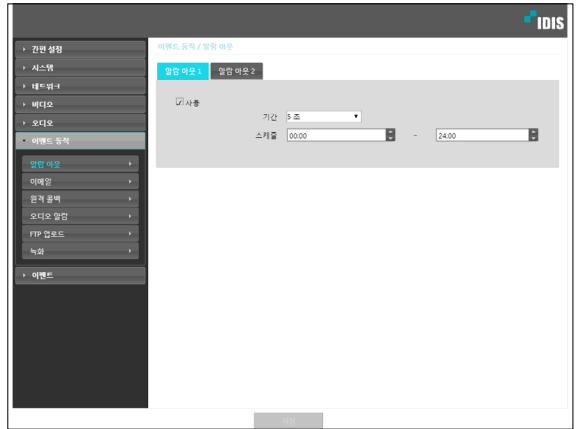 IDIS
간편 설정
시스템
네트워크
비디오
오디오
이벤트 동작
알람 아웃
이메일
원격 콜백
오디오 알람
FTP 업로드
녹화
이벤트
이벤트 동작 / 알람 아웃
알람 아웃 1 알람 아웃 2
사용
기간 5 초
스케줄 00:00 - 24:00
저장